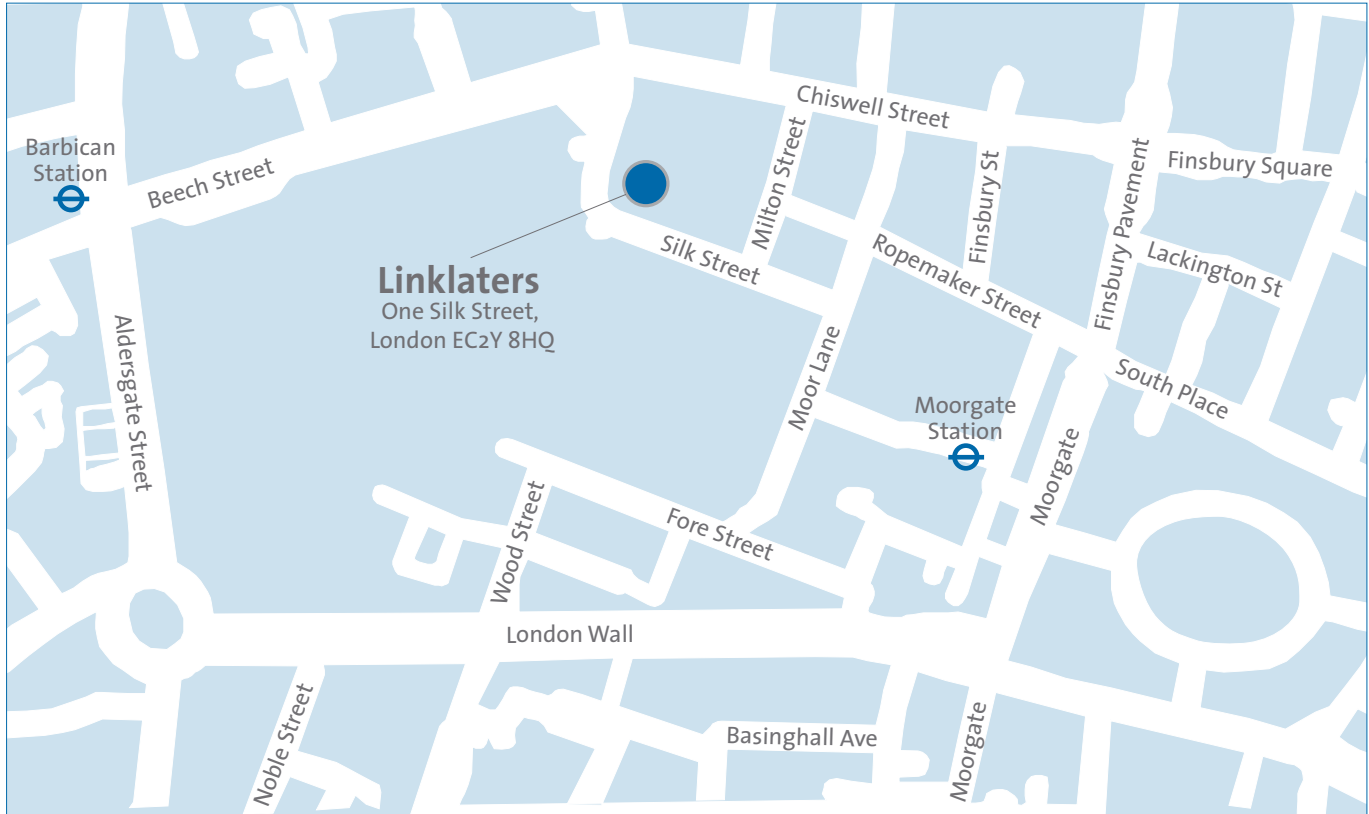 Chiswell Street
Barbican
Station
Beech Street
Milton Street
Finsbury St
Finsbury Pavement
Finsbury Square
Silk Street
Ropemaker Street
Lackington St
Linklaters
One Silk Street,
London EC2Y 8HQ
Aldersgate Street
Moor Lane
South Place
Moorgate
Station
Moorgate
Wood Street
Fore Street
London Wall
Noble Street
Basinghall Ave
Moorgate